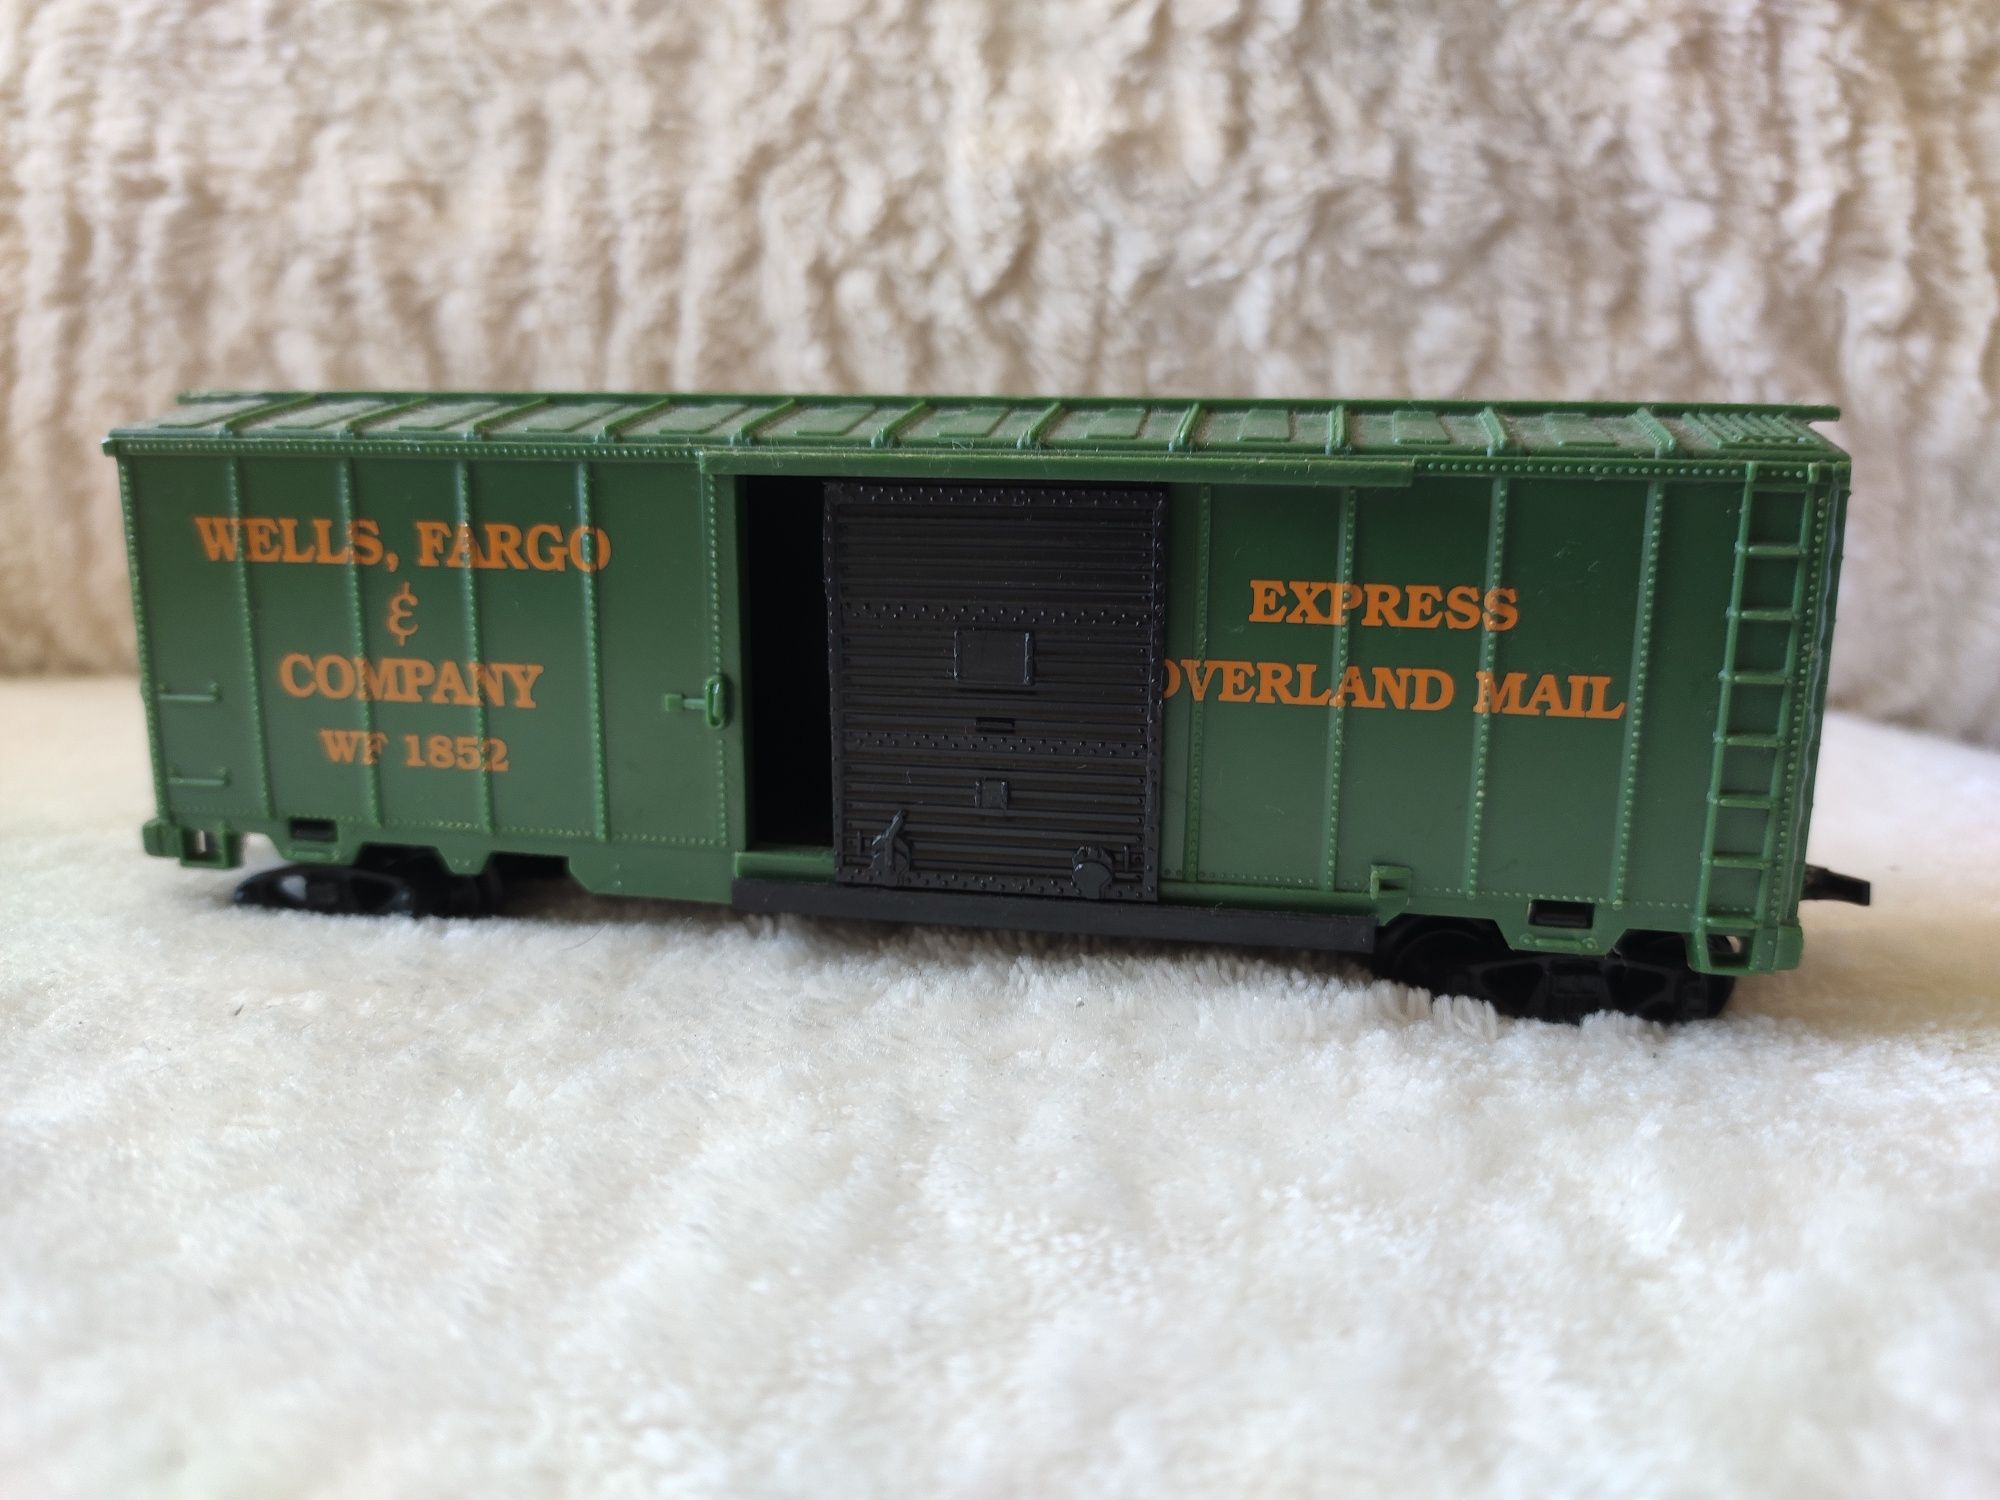 WELLS, FARGO
&
COMPANY
WF 1852
EXPRESS
OVERLAND MAIL